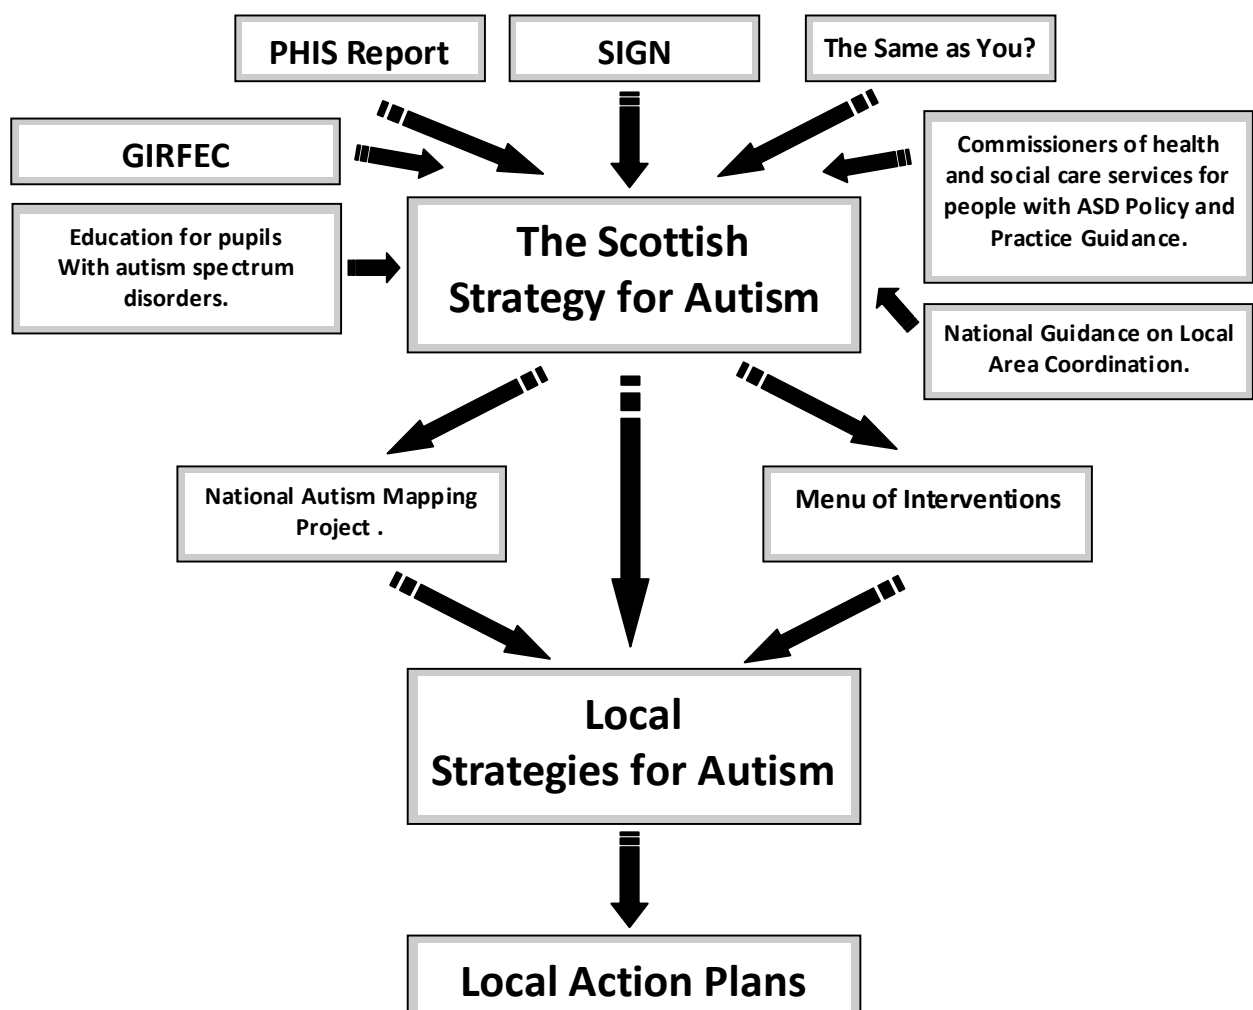 PHIS Report
SIGN
The Same as You?
GIRFEC
Commissioners of health
and social care services for
people with ASD Policy and
Practice Guidance.
Education for pupils
With autism spectrum
disorders.
The Scottish
Strategy for Autism
National Guidance on Local
Area Coordination.
National Autism Mapping
Project .
Menu of Interventions
Local
Strategies for Autism
Local Action Plans